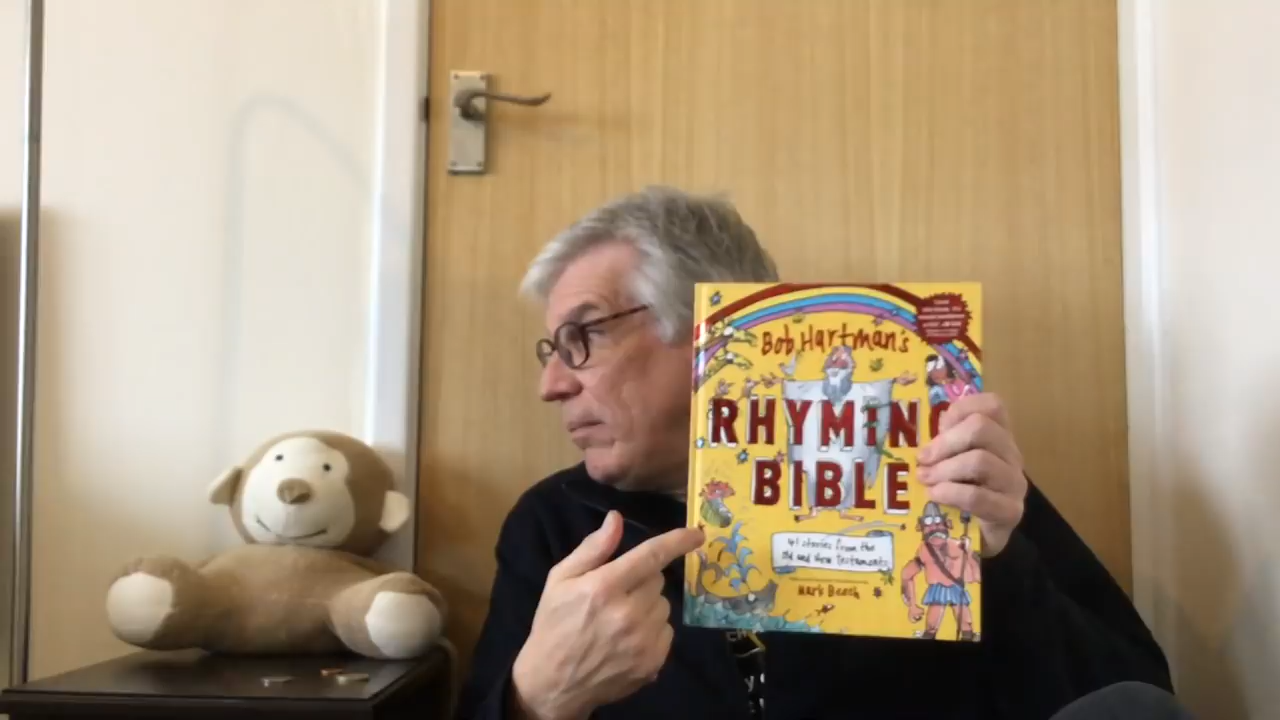 Bob Hartman's
RHYMING
BIBLE
41 stories from the
Old and New Testaments
Mark Beech